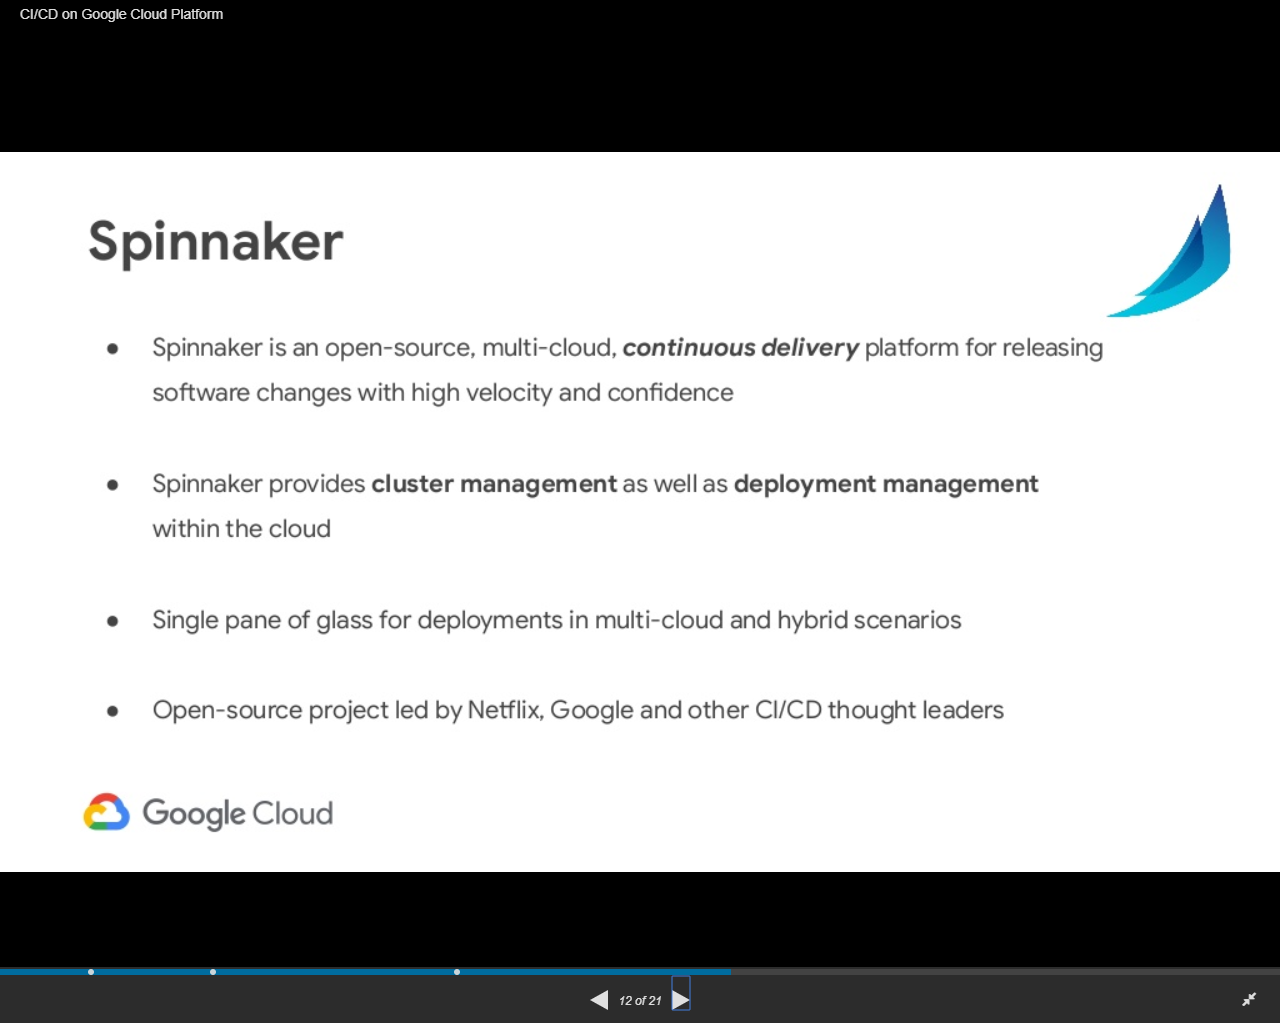 CI/CD on Google Cloud Platform
Spinnaker
● Spinnaker is an open-source, multi-cloud, continuous delivery platform for releasing
software changes with high velocity and confidence
● Spinnaker provides cluster management as well as deployment management
within the cloud
● Single pane of glass for deployments in multi-cloud and hybrid scenarios
● Open-source project led by Netflix, Google and other CI/CD thought leaders
Google Cloud
12 of 21